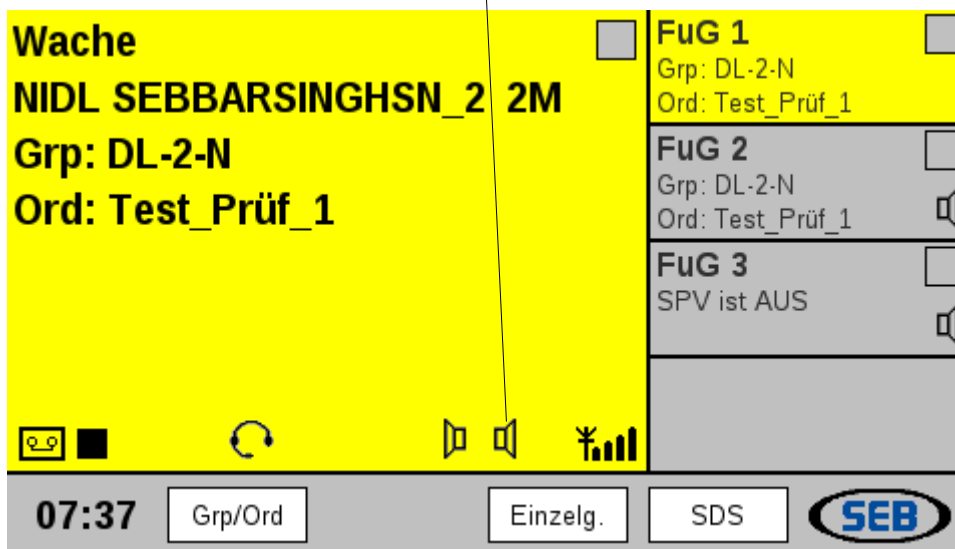 Wache
NIDL SEBBARSINGHSN_2 2M
Grp: DL-2-N
Ord: Test_Prüf_1
FuG 1
Grp: DL-2-N
Ord: Test_Prüf_1
FuG 2
Grp: DL-2-N
Ord: Test_Prüf_1
FuG 3
SPV ist AUS
07:37
Grp/Ord
Einzelg.
SDS
SEB